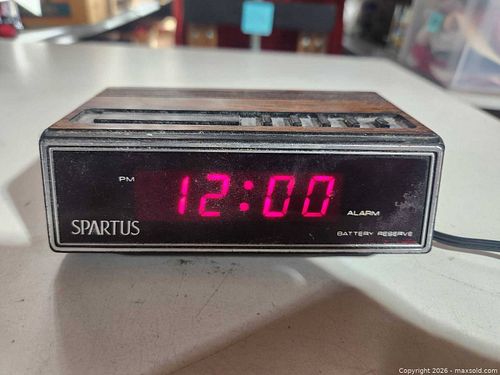 PM
12:00
ALARM
SPARTUS
BATTERY RESERVE
Copyright 2026 - maxsold.com